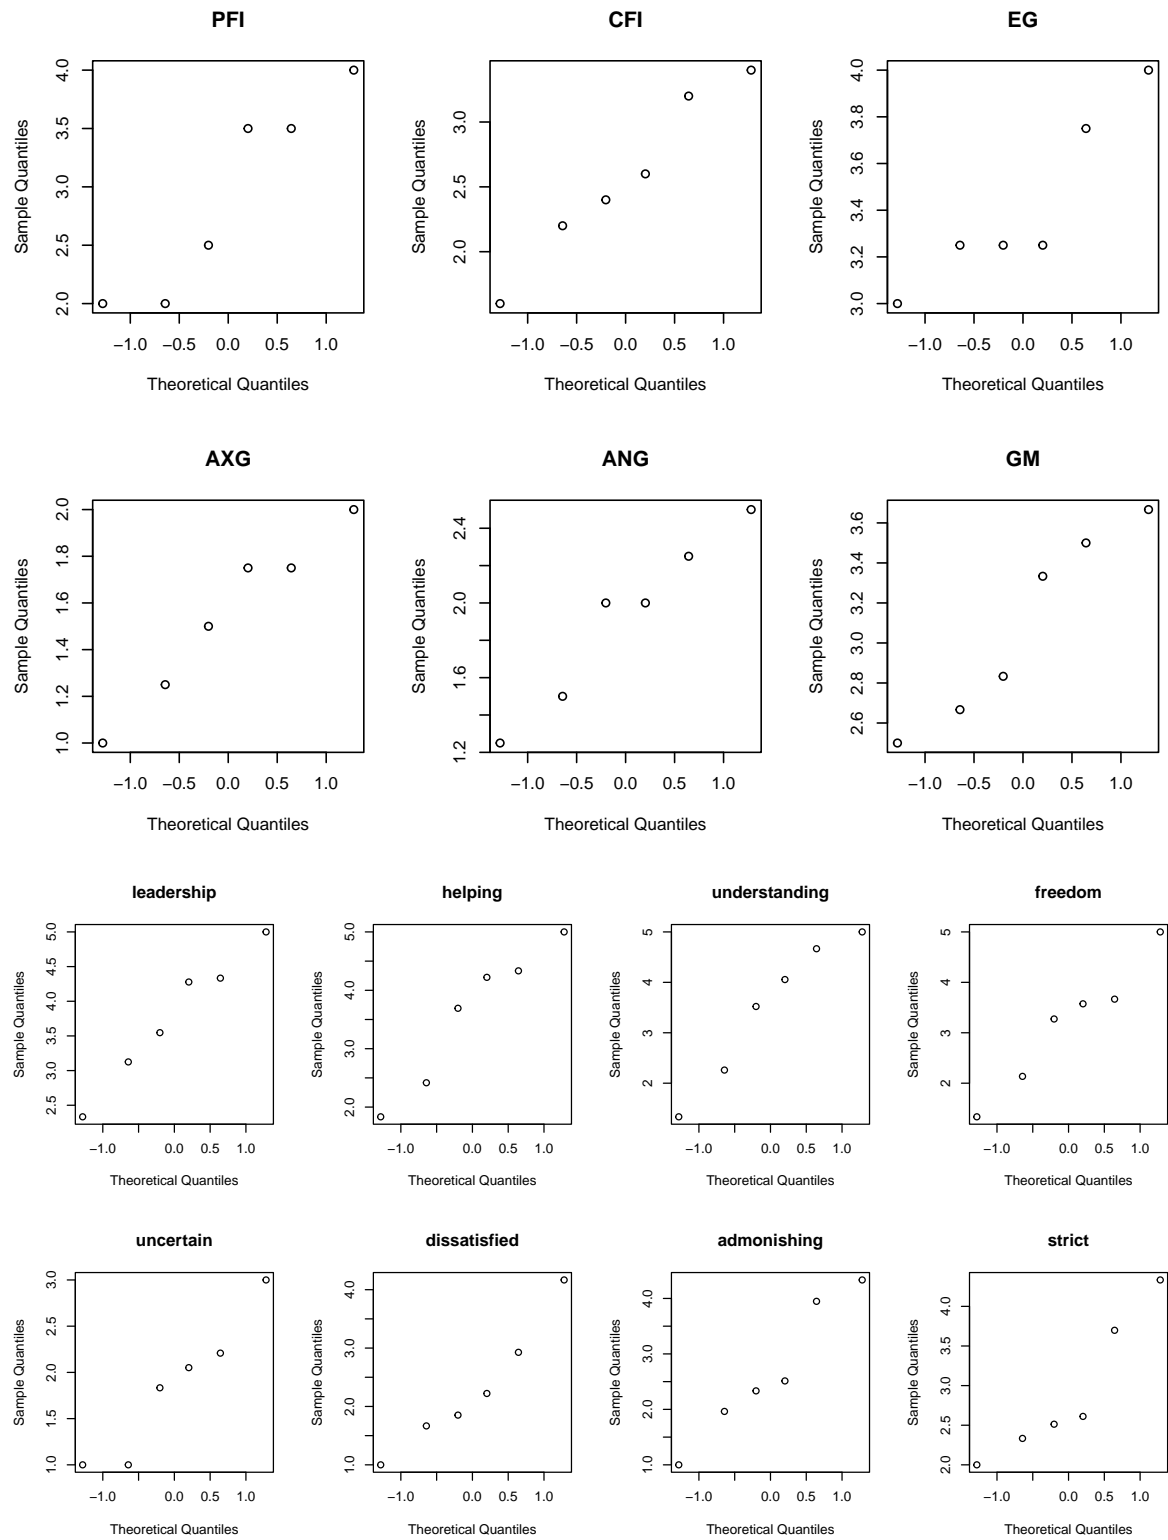 PFI
CFI
EG
Sample Quantiles
2.0 2.5 3.0 3.5 4.0
−1.0 −0.5 0.0 0.5 1.0
Theoretical Quantiles
Sample Quantiles
2.0 2.5 3.0
−1.0 −0.5 0.0 0.5 1.0
Theoretical Quantiles
Sample Quantiles
3.0 3.2 3.4 3.6 3.8 4.0
−1.0 −0.5 0.0 0.5 1.0
Theoretical Quantiles
AXG
ANG
GM
Sample Quantiles
1.0 1.2 1.4 1.6 1.8 2.0
−1.0 −0.5 0.0 0.5 1.0
Theoretical Quantiles
Sample Quantiles
1.2 1.6 2.0 2.4
−1.0 −0.5 0.0 0.5 1.0
Theoretical Quantiles
Sample Quantiles
2.6 2.8 3.0 3.2 3.4 3.6
−1.0 −0.5 0.0 0.5 1.0
Theoretical Quantiles
leadership
helping
understanding
freedom
Sample Quantiles
2.5 3.0 3.5 4.0 4.5 5.0
−1.0 0.0 0.5 1.0
Theoretical Quantiles
Sample Quantiles
2.0 3.0 4.0 5.0
−1.0 0.0 0.5 1.0
Theoretical Quantiles
Sample Quantiles
2 3 4 5
−1.0 0.0 0.5 1.0
Theoretical Quantiles
Sample Quantiles
2 3 4 5
−1.0 0.0 0.5 1.0
Theoretical Quantiles
uncertain
dissatisfied
admonishing
strict
Sample Quantiles
1.0 1.5 2.0 2.5 3.0
−1.0 0.0 0.5 1.0
Theoretical Quantiles
Sample Quantiles
1.0 2.0 3.0 4.0
−1.0 0.0 0.5 1.0
Theoretical Quantiles
Sample Quantiles
1.0 2.0 3.0 4.0
−1.0 0.0 0.5 1.0
Theoretical Quantiles
Sample Quantiles
2.0 2.5 3.0 3.5 4.0
−1.0 0.0 0.5 1.0
Theoretical Quantiles